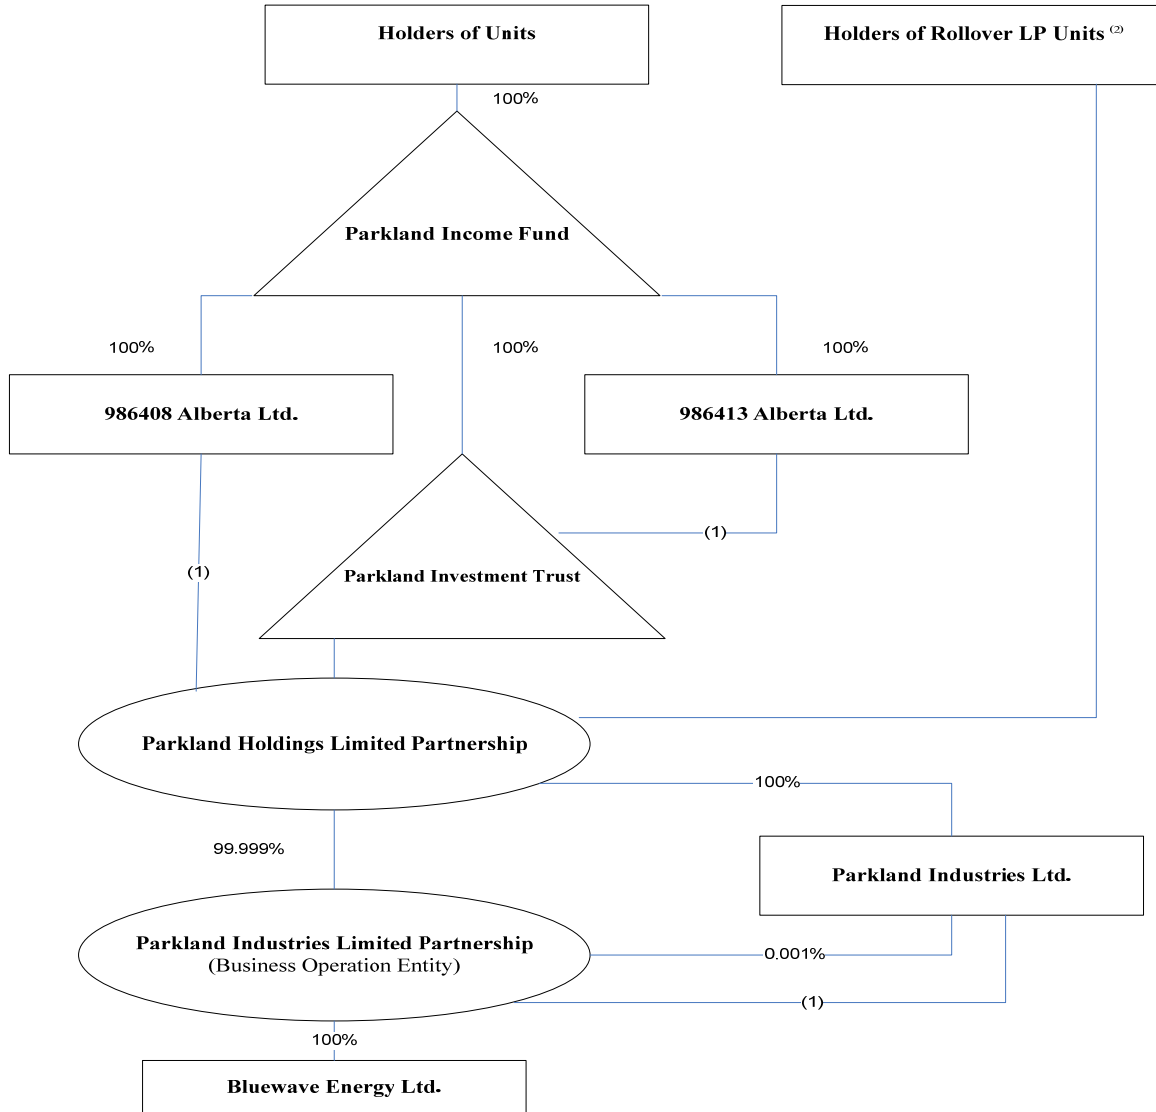 Holders of Units
Holders of Rollover LP Units (2)
100%
Parkland Income Fund
100%
100%
100%
986408 Alberta Ltd.
986413 Alberta Ltd.
(1)
(1)
Parkland Investment Trust
Parkland Holdings Limited Partnership
100%
99.999%
Parkland Industries Ltd.
Parkland Industries Limited Partnership
(Business Operation Entity)
0.001%
(1)
100%
Bluewave Energy Ltd.